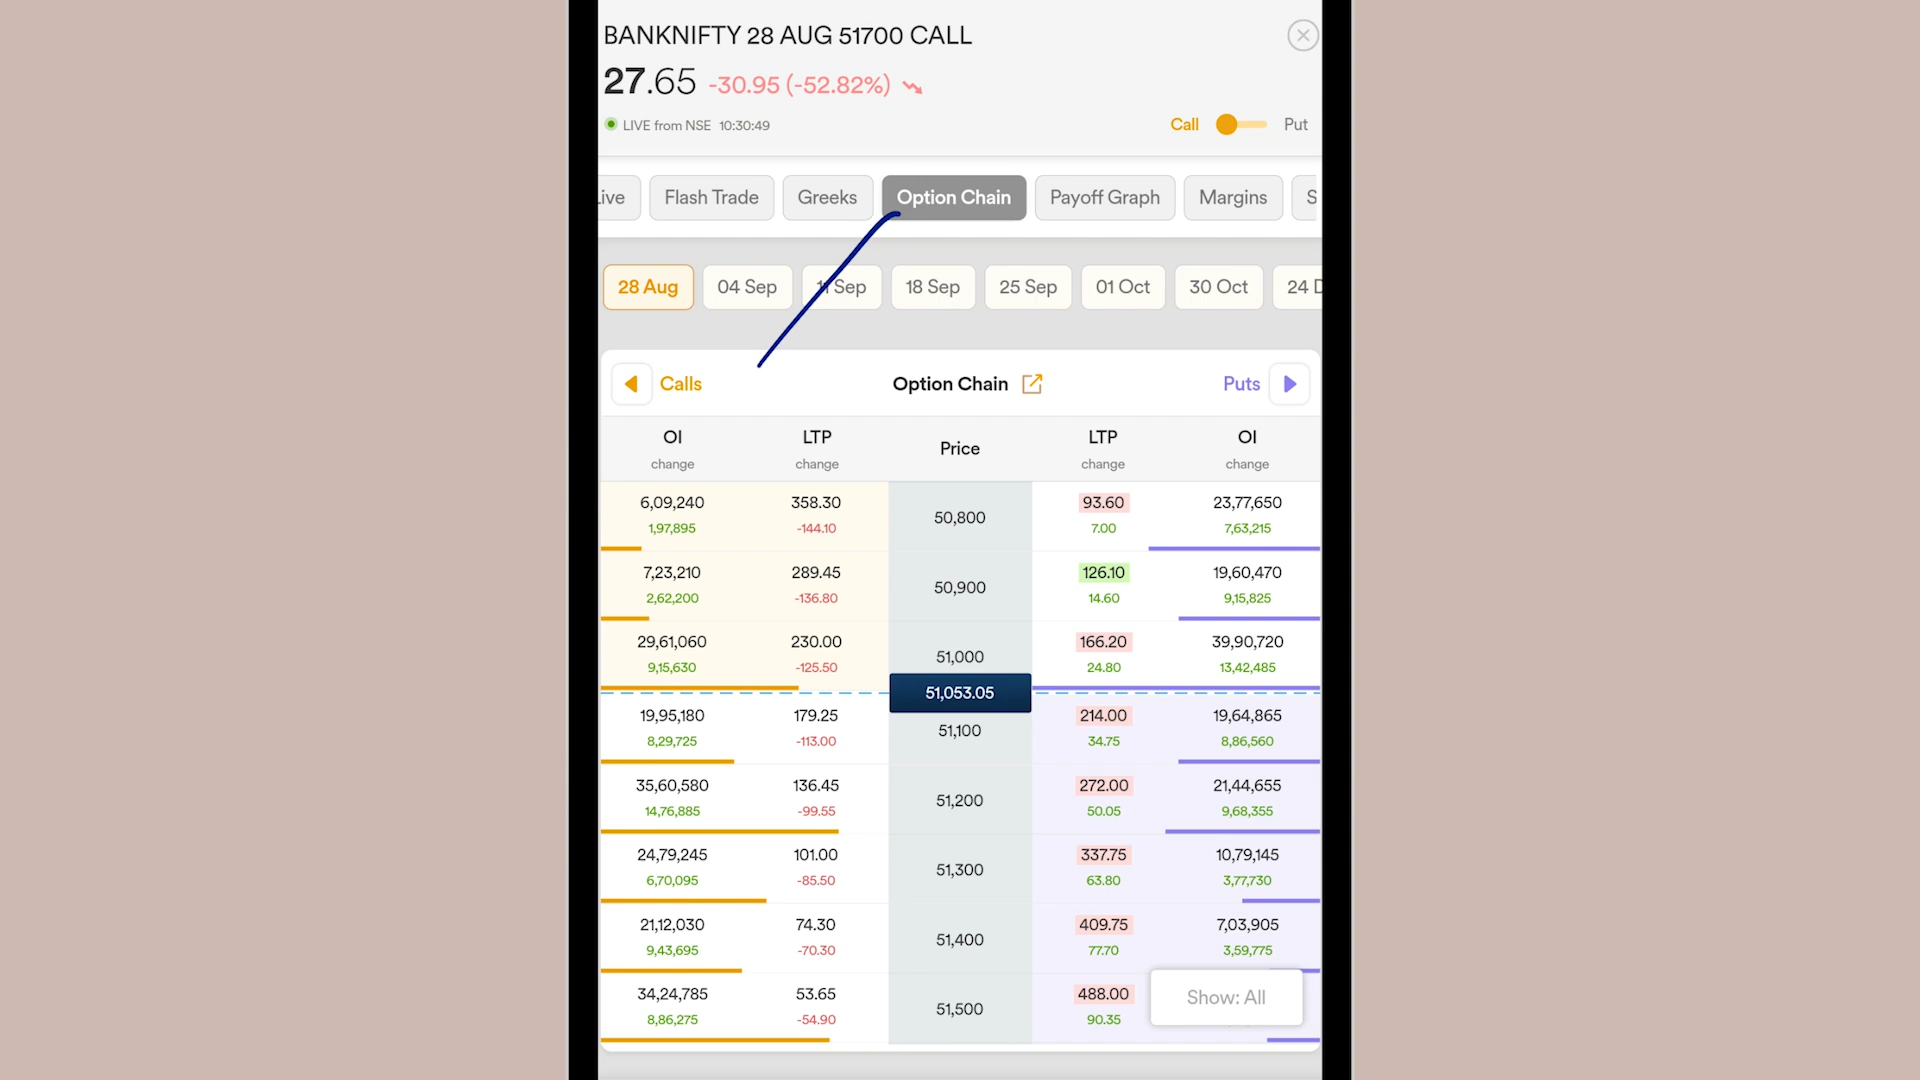 BANKNIFTY 28 AUG 51700 CALL
27.65 -30.95 (-52.82%)
LIVE from NSE 10:30:49 Call Put
Live Flash Trade Greeks Option Chain Payoff Graph Margins S
28 Aug 04 Sep 11 Sep 18 Sep 25 Sep 01 Oct 30 Oct 24 D
Calls Option Chain Puts
OI LTP Price LTP OI
change change change change
6,09,240 358.30 50,800 93.60 23,77,650
1,97,895 -144.10 7.00 7,63,215
7,23,210 289.45 50,900 126.10 19,60,470
2,62,200 -136.80 14.60 9,15,825
29,61,060 230.00 51,000 166.20 39,90,720
9,15,630 -125.50 24.80 13,42,485
51,053.05
19,95,180 179.25 51,100 214.00 19,64,865
8,29,725 -113.00 34.75 8,86,560
35,60,580 136.45 51,200 272.00 21,44,655
14,76,885 -99.55 50.05 9,68,355
24,79,245 101.00 51,300 337.75 10,79,145
6,70,095 -85.50 63.80 3,77,730
21,12,030 74.30 51,400 409.75 7,03,905
9,43,695 -70.30 77.70 3,59,775
34,24,785 53.65 51,500 488.00 Show: All
8,86,275 -54.90 90.35